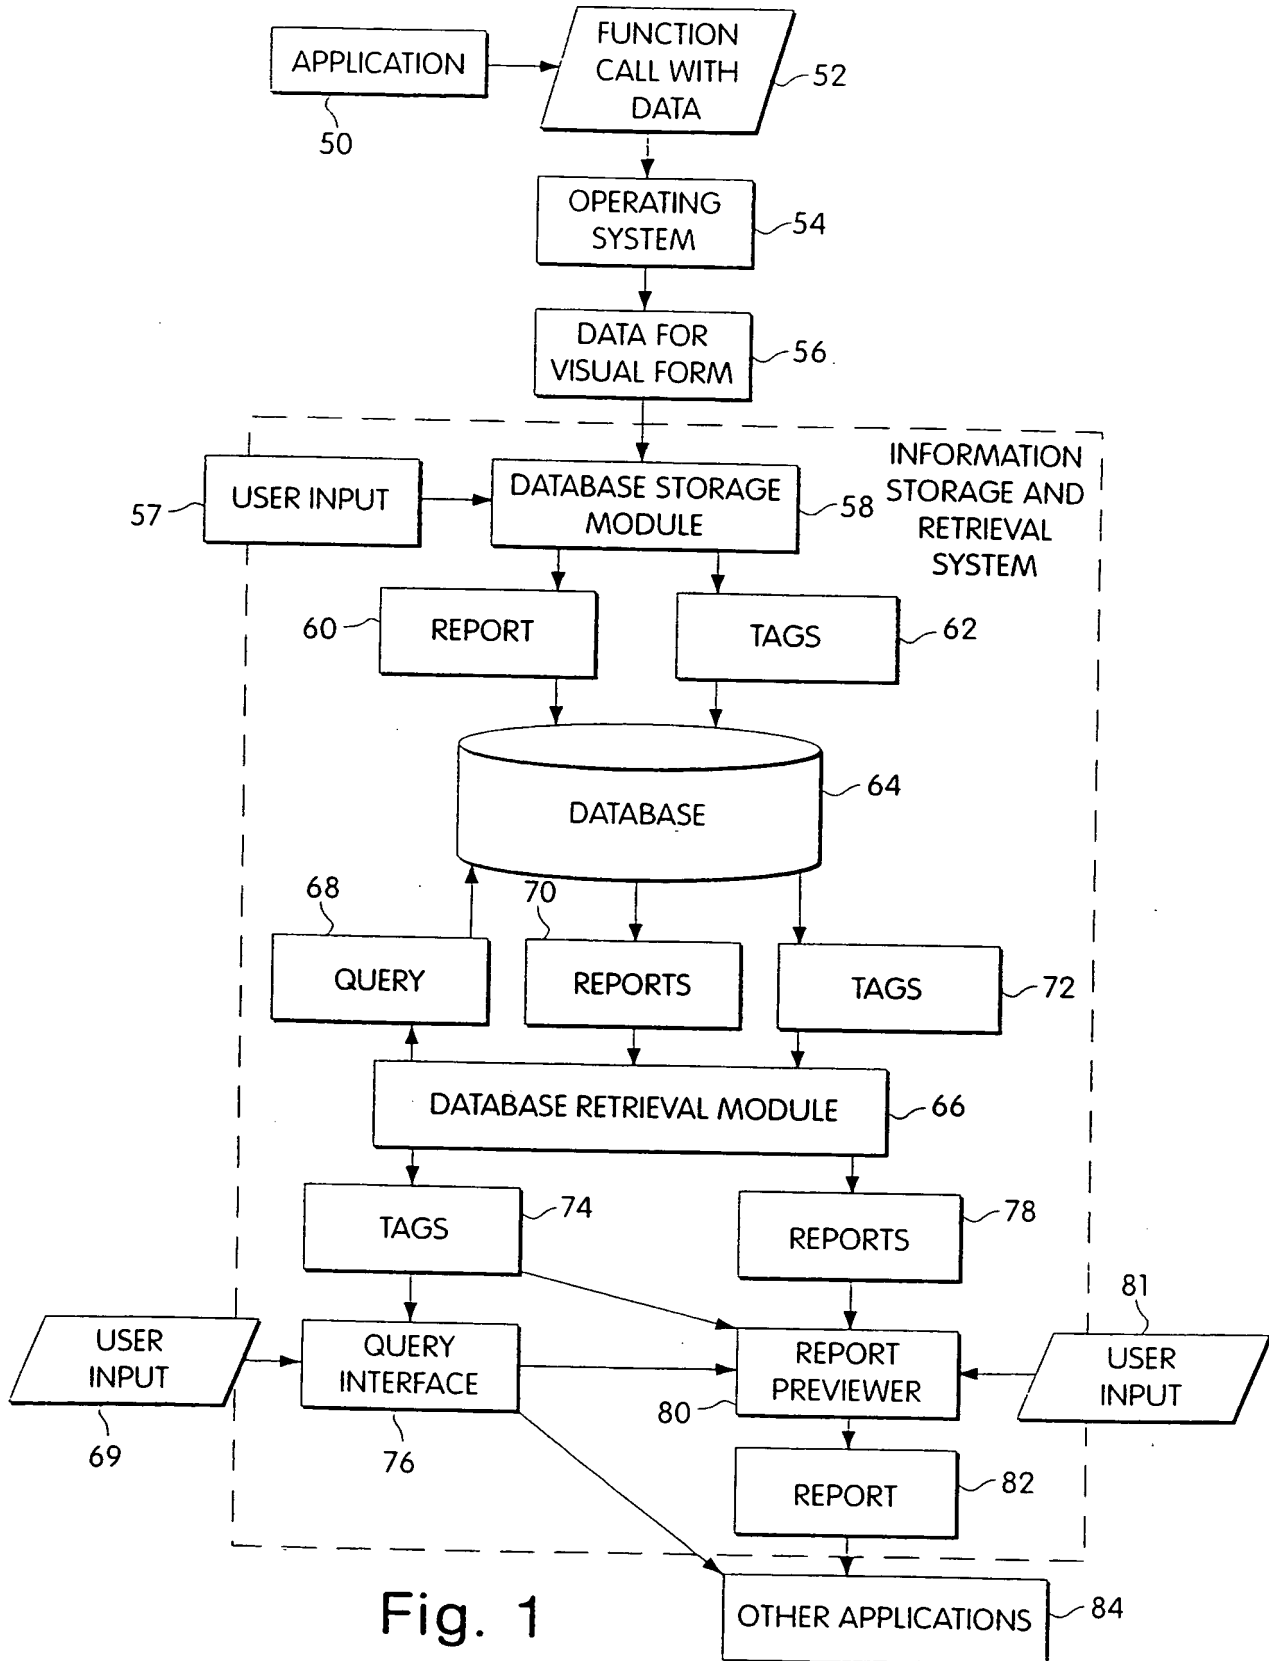 APPLICATION
50
FUNCTION
CALL WITH
DATA
52
OPERATING
SYSTEM
54
DATA FOR
VISUAL FORM
56
INFORMATION
STORAGE AND
RETRIEVAL
SYSTEM
USER INPUT
57
DATABASE STORAGE
MODULE
58
60
REPORT
TAGS
62
DATABASE
64
68
QUERY
70
REPORTS
TAGS
72
DATABASE RETRIEVAL MODULE
66
TAGS
74
REPORTS
78
USER
INPUT
69
QUERY
INTERFACE
76
REPORT
PREVIEWER
80
81
USER
INPUT
REPORT
82
OTHER APPLICATIONS
84
Fig. 1